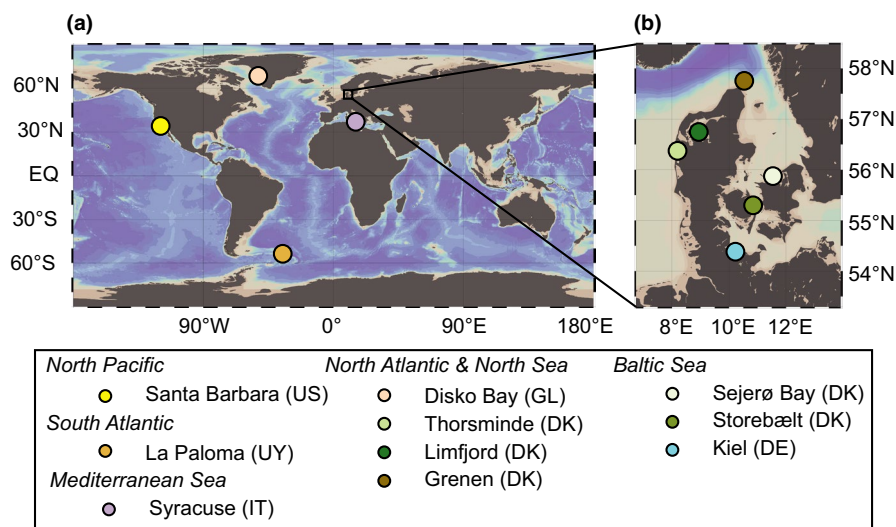 (a)
(b)
60°N
30°N
EQ
30°S
60°S
90°W
0°
90°E
180°E
58°N
57°N
56°N
55°N
54°N
8°E
10°E
12°E
North Pacific
Santa Barbara (US)
South Atlantic
La Paloma (UY)
Mediterranean Sea
Syracuse (IT)
North Atlantic & North Sea
Disko Bay (GL)
Thorsminde (DK)
Limfjord (DK)
Grenen (DK)
Baltic Sea
Sejerø Bay (DK)
Storebælt (DK)
Kiel (DE)